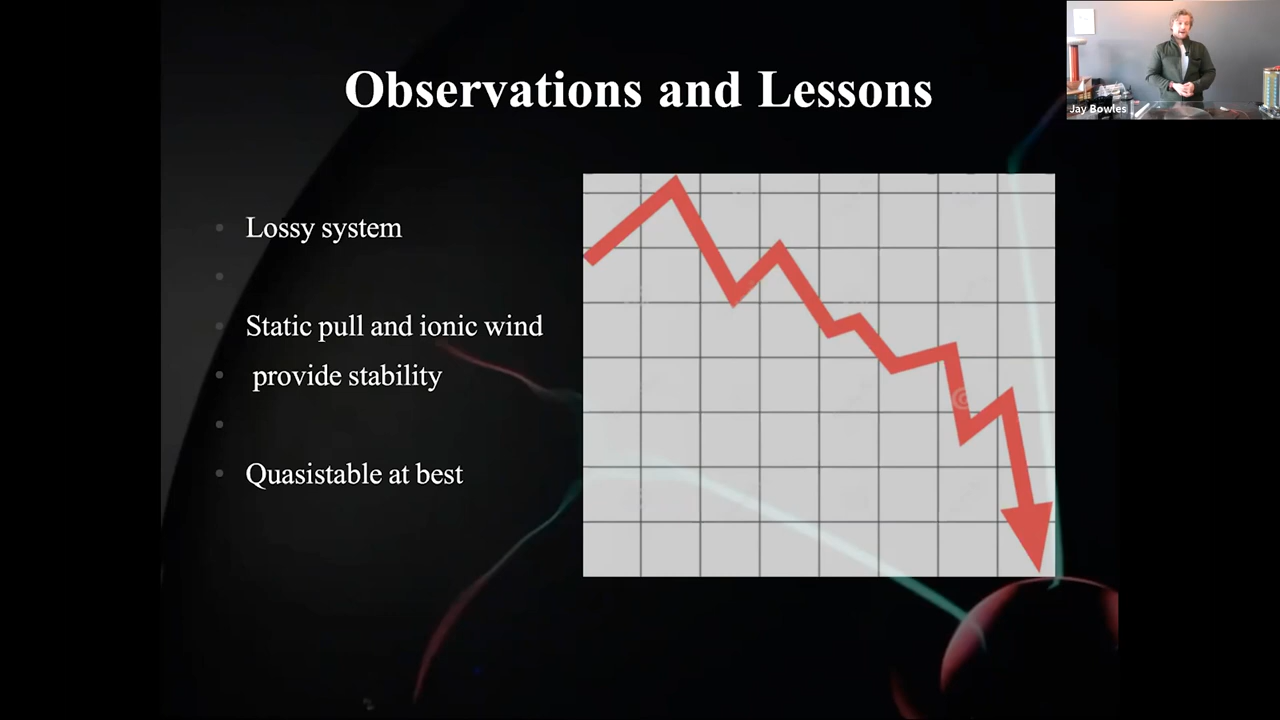 Observations and Lessons
Jay Bowles
Lossy system
Static pull and ionic wind
provide stability
Quasistable at best